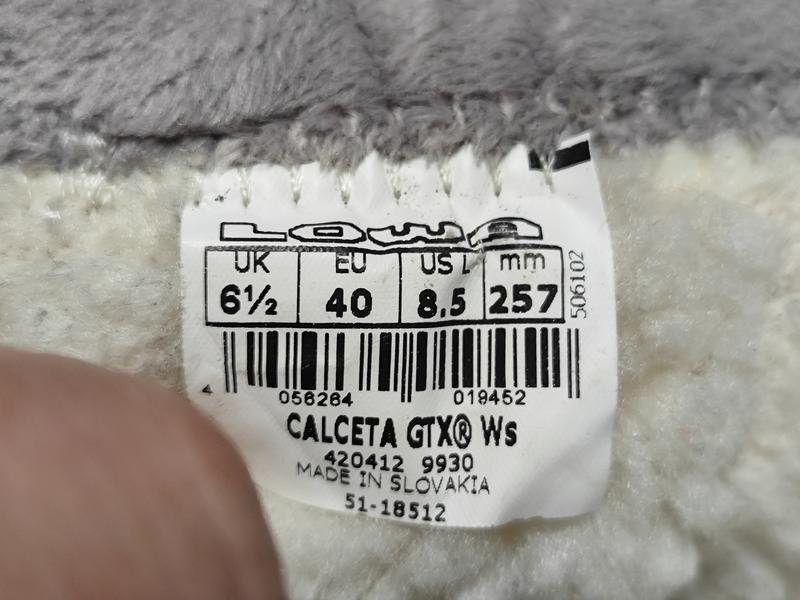 LOWA
UK EU US L mm
6½ 40 8.5 257
506102
4 056264 019452
CALCETA GTX® Ws
420412 9930
MADE IN SLOVAKIA
51-18512